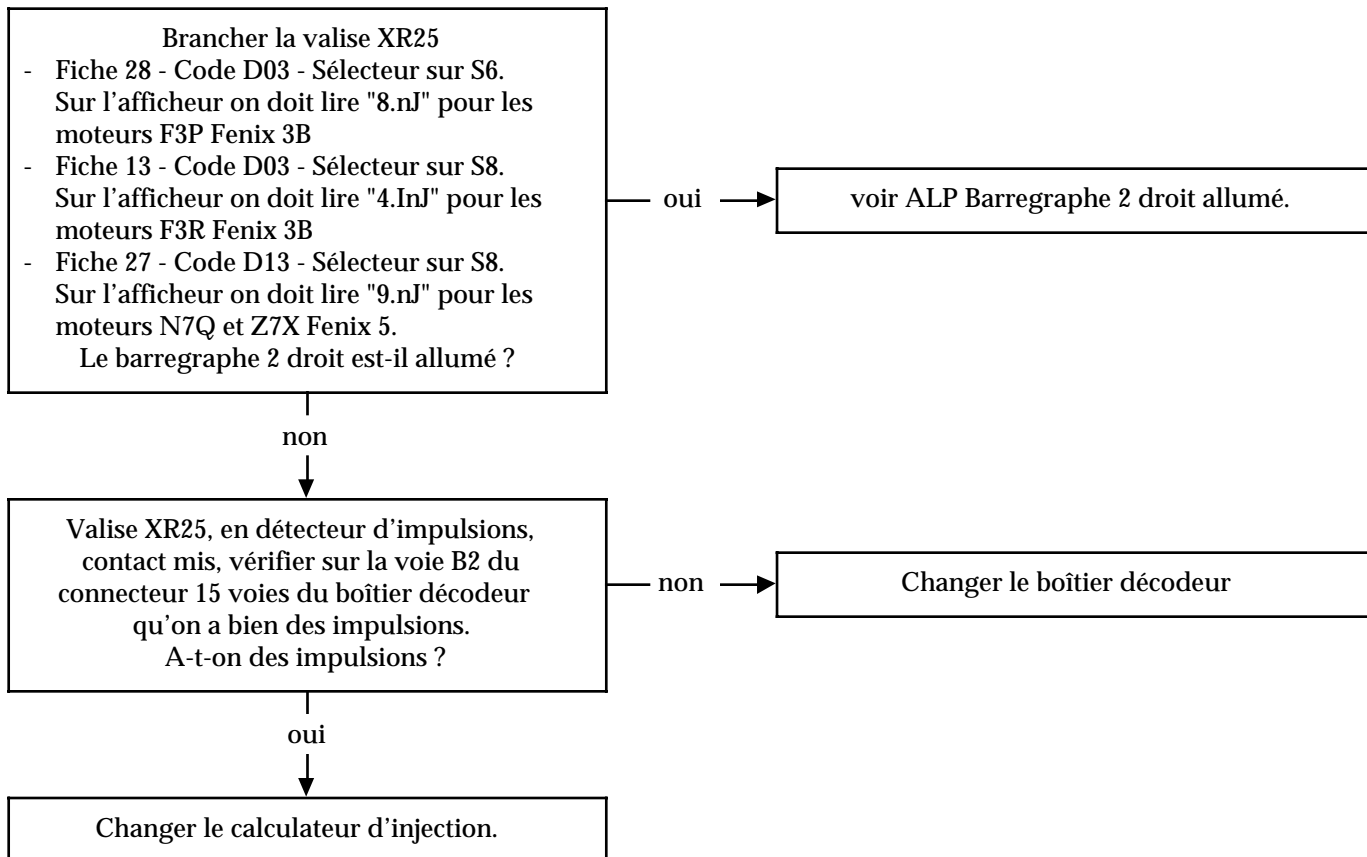 Brancher la valise XR25
- Fiche 28 - Code D03 - Sélecteur sur S6.
Sur l'afficheur on doit lire "8.nJ" pour les
moteurs F3P Fenix 3B
- Fiche 13 - Code D03 - Sélecteur sur S8.
Sur l'afficheur on doit lire "4.InJ" pour les
moteurs F3R Fenix 3B
- Fiche 27 - Code D13 - Sélecteur sur S8.
Sur l'afficheur on doit lire "9.nJ" pour les
moteurs N7Q et Z7X Fenix 5.
Le barregraphe 2 droit est-il allumé ?
oui
voir ALP Barregraphe 2 droit allumé.
non
Valise XR25, en détecteur d'impulsions,
contact mis, vérifier sur la voie B2 du
connecteur 15 voies du boîtier décodeur
qu'on a bien des impulsions.
A-t-on des impulsions ?
non
Changer le boîtier décodeur
oui
Changer le calculateur d'injection.